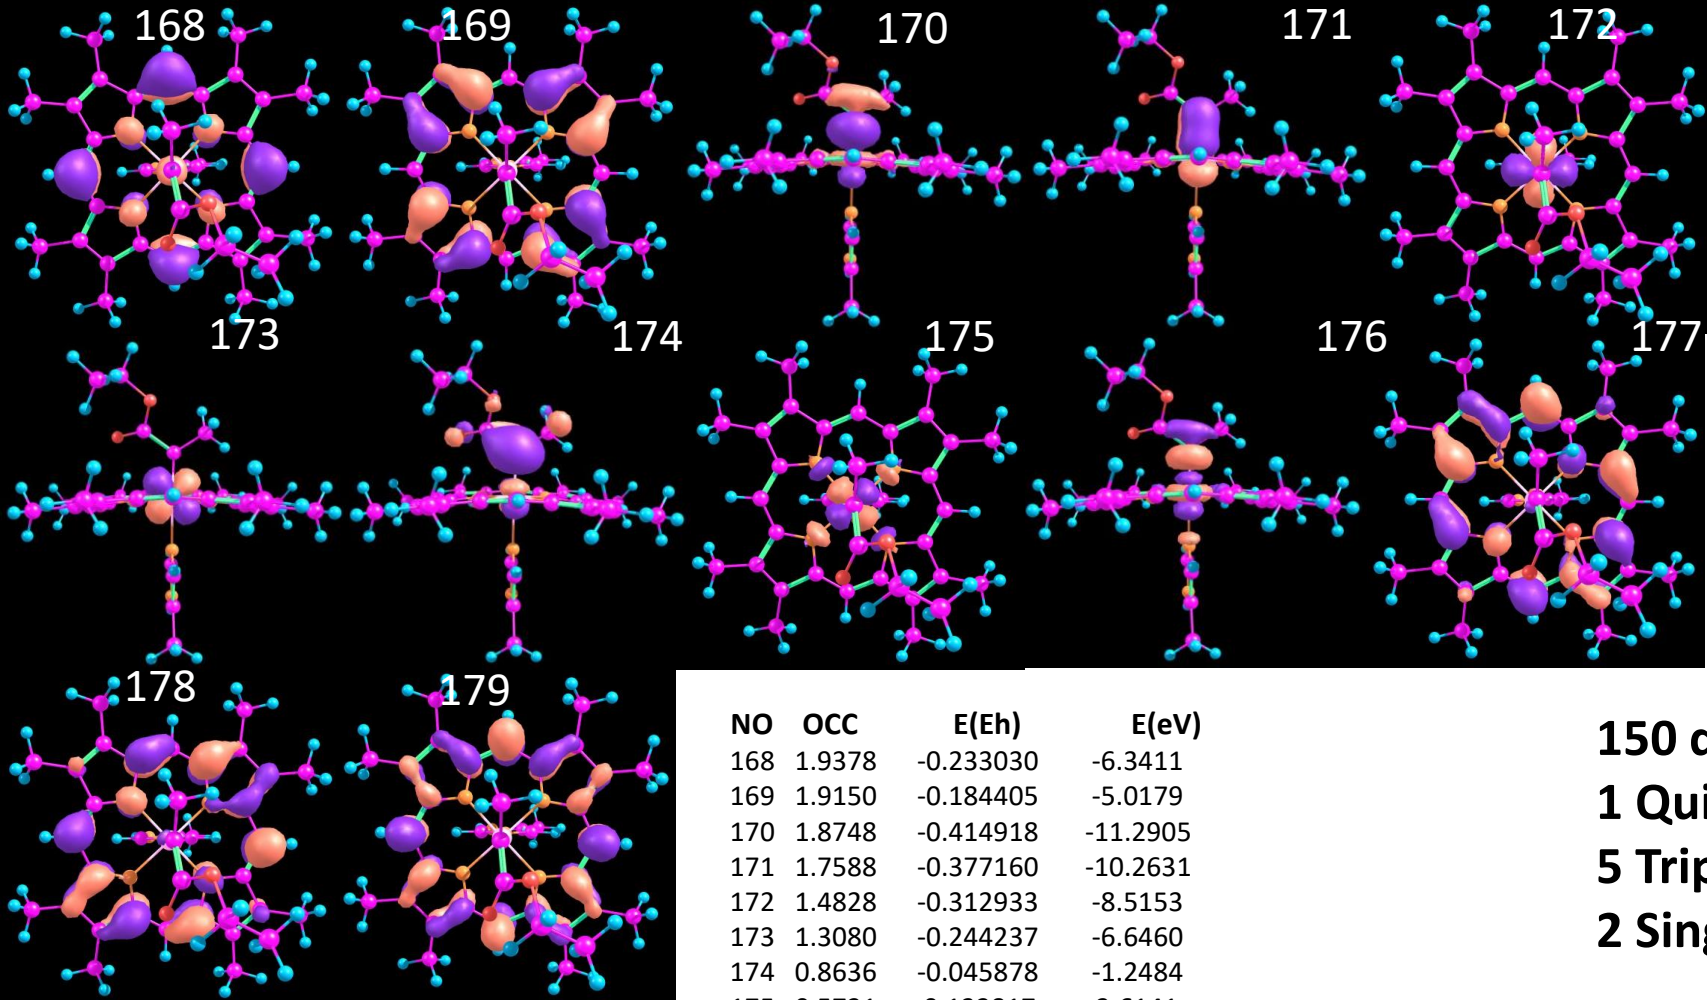 168 169 170 171 172
173 174 175 176 177
178 179
NO OCC E(Eh) E(eV)
168 1.9378 -0.233030 -6.3411
169 1.9150 -0.184405 -5.0179
170 1.8748 -0.414918 -11.2905
171 1.7588 -0.377160 -10.2631
172 1.4828 -0.312933 -8.5153
173 1.3080 -0.244237 -6.6460
174 0.8636 -0.045878 -1.2484
150
1
5
2